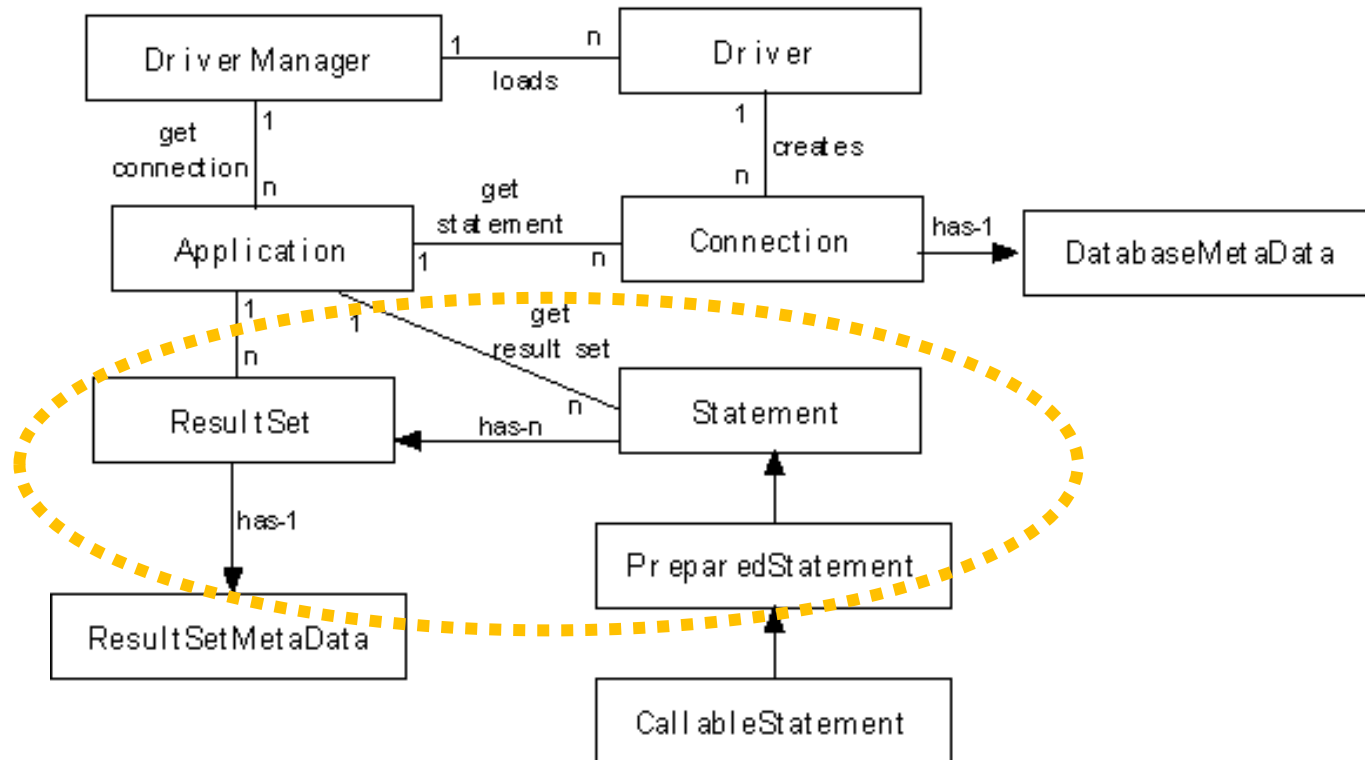 DriverManager
1
n
loads
Driver
get
connection
1
n
1
creates
n
Application
get
statement
1
n
Connection
has-1
DatabaseMetaData
1
n
1
get
result set
n
ResultSet
has-n
Statement
has-1
PreparedStatement
ResultSetMetaData
CallableStatement